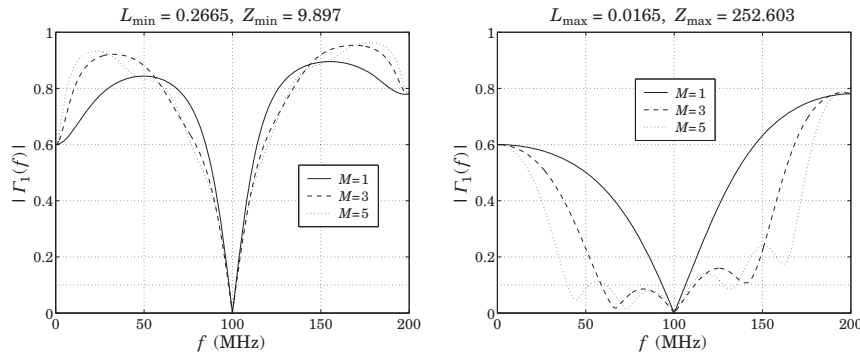 L_min = 0.2665, Z_min = 9.897
1
0.8
0.6
0.4
0.2
0
| Γ1(f) |
M=1
M=3
M=5
0 50 100 150 200
f (MHz)
L_max = 0.0165, Z_max = 252.603
1
0.8
0.6
0.4
0.2
0
| Γ1(f) |
M=1
M=3
M=5
0 50 100 150 200
f (MHz)